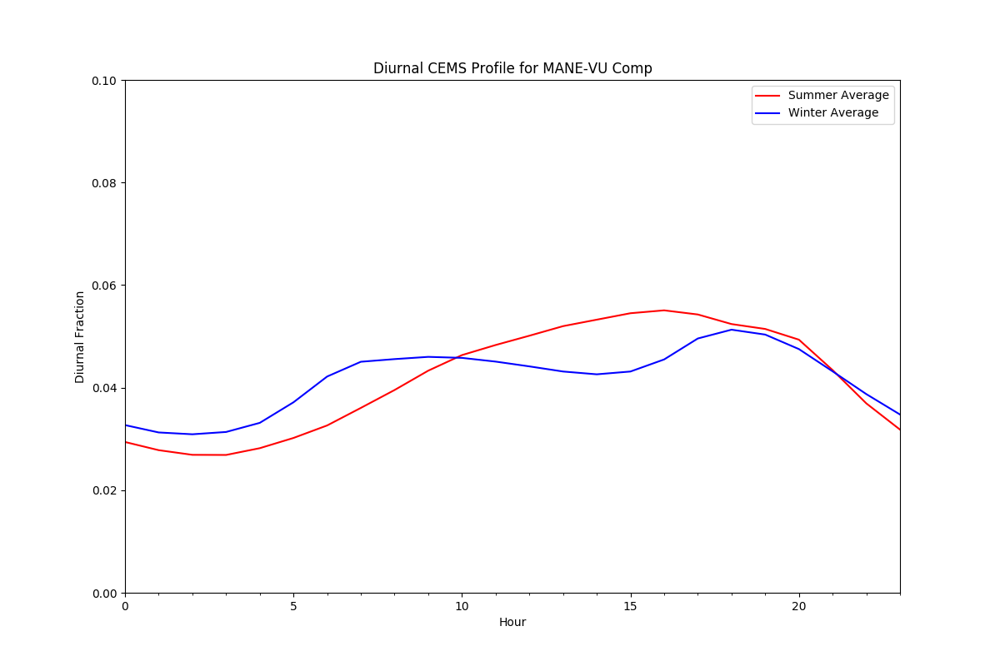 Diurnal CEMS Profile for MANE-VU Comp
Summer Average
Winter Average
0.10
0.08
0.06
0.04
0.02
0.00
Diurnal Fraction
0 5 10 15 20
Hour